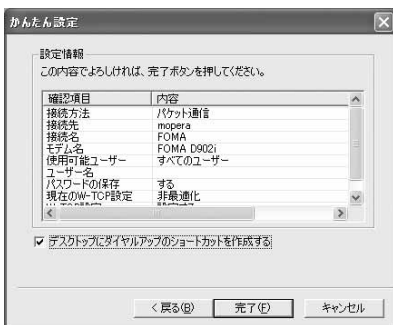 かんたん設定
設定情報
この内容でよろしければ、完了ボタンを押してください。
確認項目 内容
接続方法 パケット通信
接続先 mopera
接続名 FOMA
モデム名 FOMA D902i
使用可能ユーザー すべてのユーザー
ユーザー名
パスワードの保存 する
現在のW-TCP設定 非最適化
デスクトップにダイヤルアップのショートカットを作成する
< 戻る(B) 完了(F) キャンセル